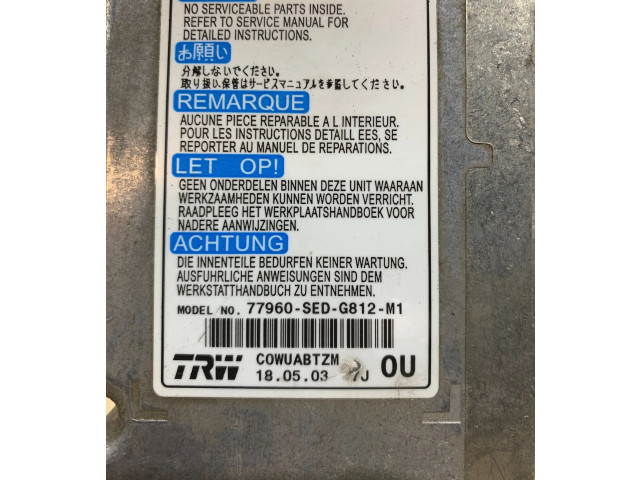 NO SERVICEABLE PARTS INSIDE.
REFER TO SERVICE MANUAL FOR
DETAILED INSTRUCTIONS.
お願い
分解しないでください。
取り扱い、保管はサービスマニュアルを参照してください。
REMARQUE
AUCUNE PIECE REPARABLE A L INTERIEUR.
POUR LES INSTRUCTIONS DETAILL EES, SE
REPORTER AU MANUEL DE REPARATIONS.
LET OP!
GEEN ONDERDELEN BINNEN DEZE UNIT WAARAAN
WERKZAAMHEDEN KUNNEN WORDEN VERRICHT.
RAADPLEEG HET WERKPLAATSHANDBOEK VOOR
NADERE AANWIJZINGEN.
ACHTUNG
DIE INNENTEILE BEDURFEN KEINER WARTUNG.
AUSFUHRLICHE ANWEISUNGEN SIND DEM
WERKSTATTHANDBUCH ZU ENTNEHMEN.
MODEL NO. 77960-SED-G812-M1
TRW COWUABTZM
18.05.03 7J OU